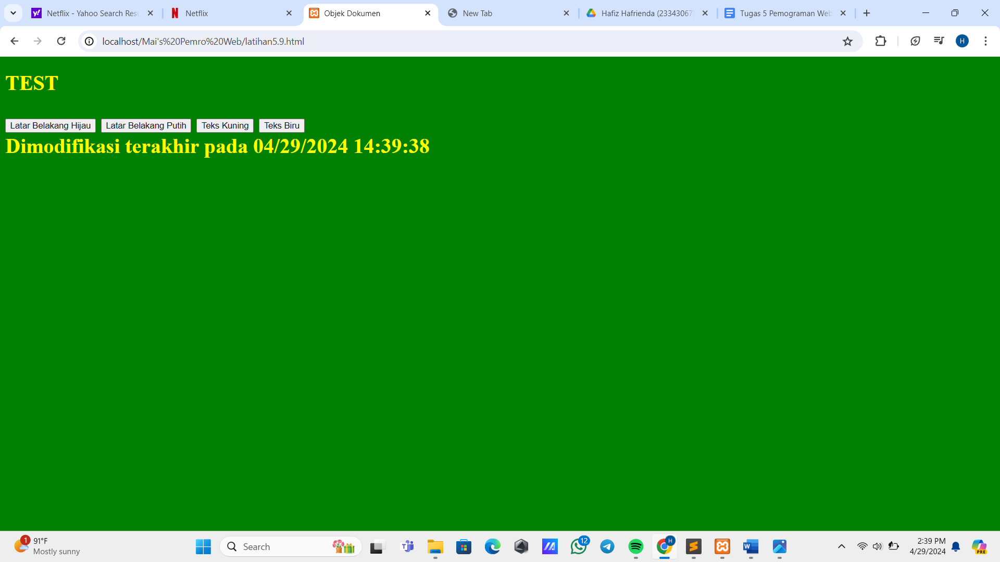 Netflix - Yahoo Search Resu
Netflix
Objek Dokumen
New Tab
Hafiz Hafrienda (23343067)
Tugas 5 Pemograman Web
localhost/Mai's%20Pemro%20Web/latihan5.9.html
H
TEST
Latar Belakang Hijau
Latar Belakang Putih
Teks Kuning
Teks Biru
Dimodifikasi terakhir pada 04/29/2024 14:39:38
1
91°F
Mostly sunny
Search
12
H
2:39 PM
4/29/2024
PRE